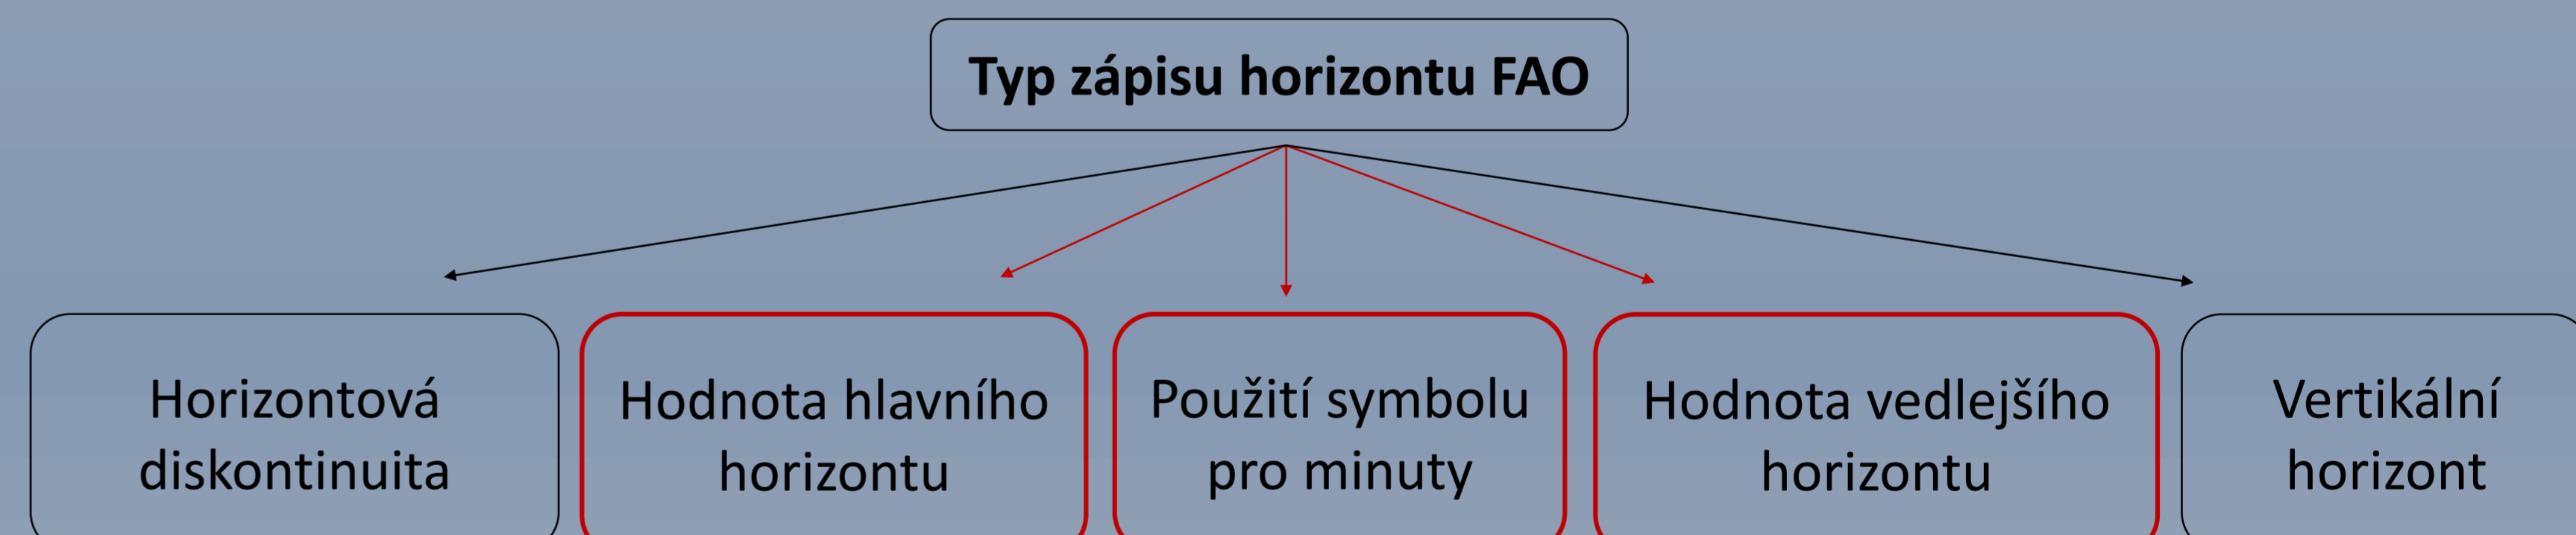 Typ zápisu horizontu FAO
Horizontová
diskontinuita
Hodnota hlavního
horizontu
Použití symbolu
pro minuty
Hodnota vedlejšího
horizontu
Vertikální
horizont